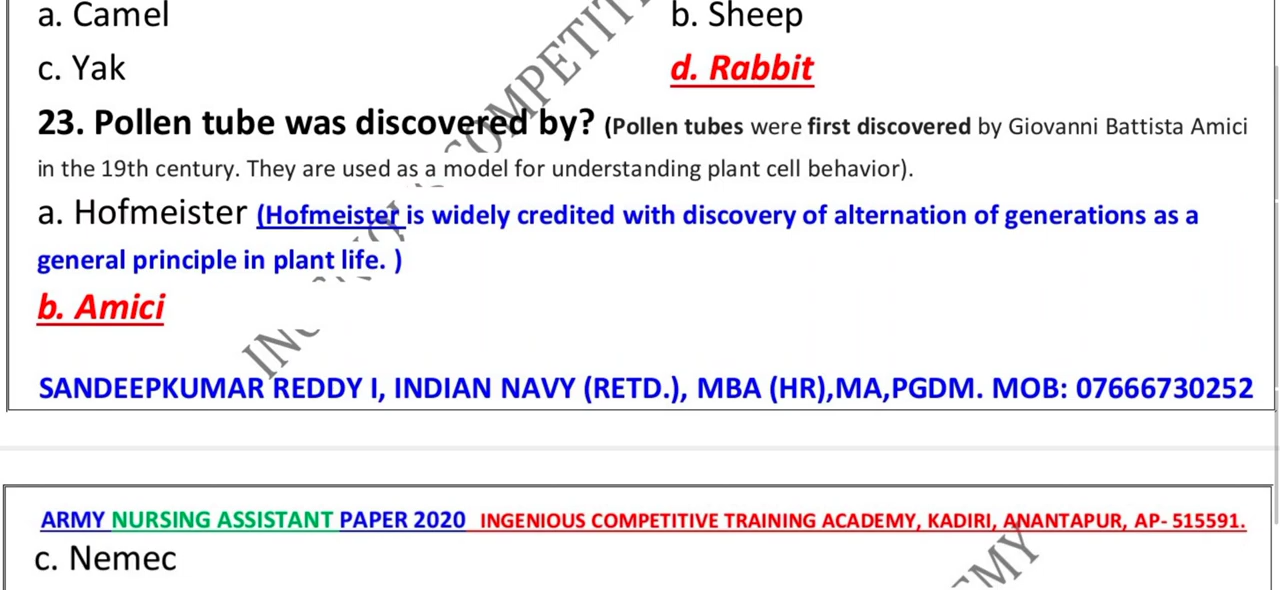 a. Camel b. Sheep
c. Yak d. Rabbit
23. Pollen tube was discovered by? (Pollen tubes were first discovered by Giovanni Battista Amici
in the 19th century. They are used as a model for understanding plant cell behavior).
a. Hofmeister (Hofmeister is widely credited with discovery of alternation of generations as a
general principle in plant life. )
b. Amici
SANDEEPKUMAR REDDY I, INDIAN NAVY (RETD.), MBA (HR),MA,PGDM. MOB: 07666730252
ARMY NURSING ASSISTANT PAPER 2020 INGENIOUS COMPETITIVE TRAINING ACADEMY, KADIRI, ANANTAPUR, AP- 515591.
c. Nemec